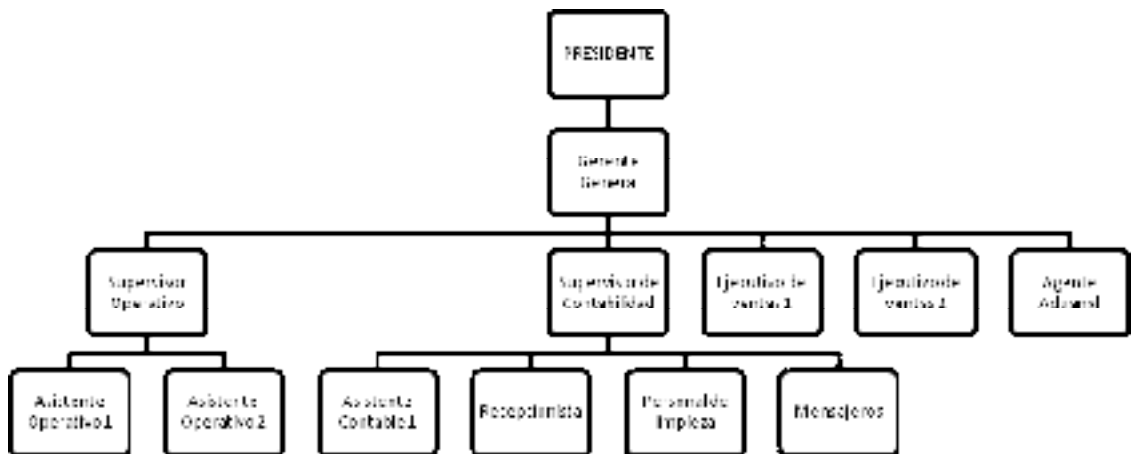 PRESIDENTE
Gerente
General
Supervisor
Operativo
Supervisor de
Contabilidad
Ejecutivo de
ventas 1
Ejecutivo de
ventas 2
Agente
Asistente
Operativo 1
Asistente
Operativo 2
Asistente
Contable 1
Recepcionista
Personal de
limpieza
Mensajeros